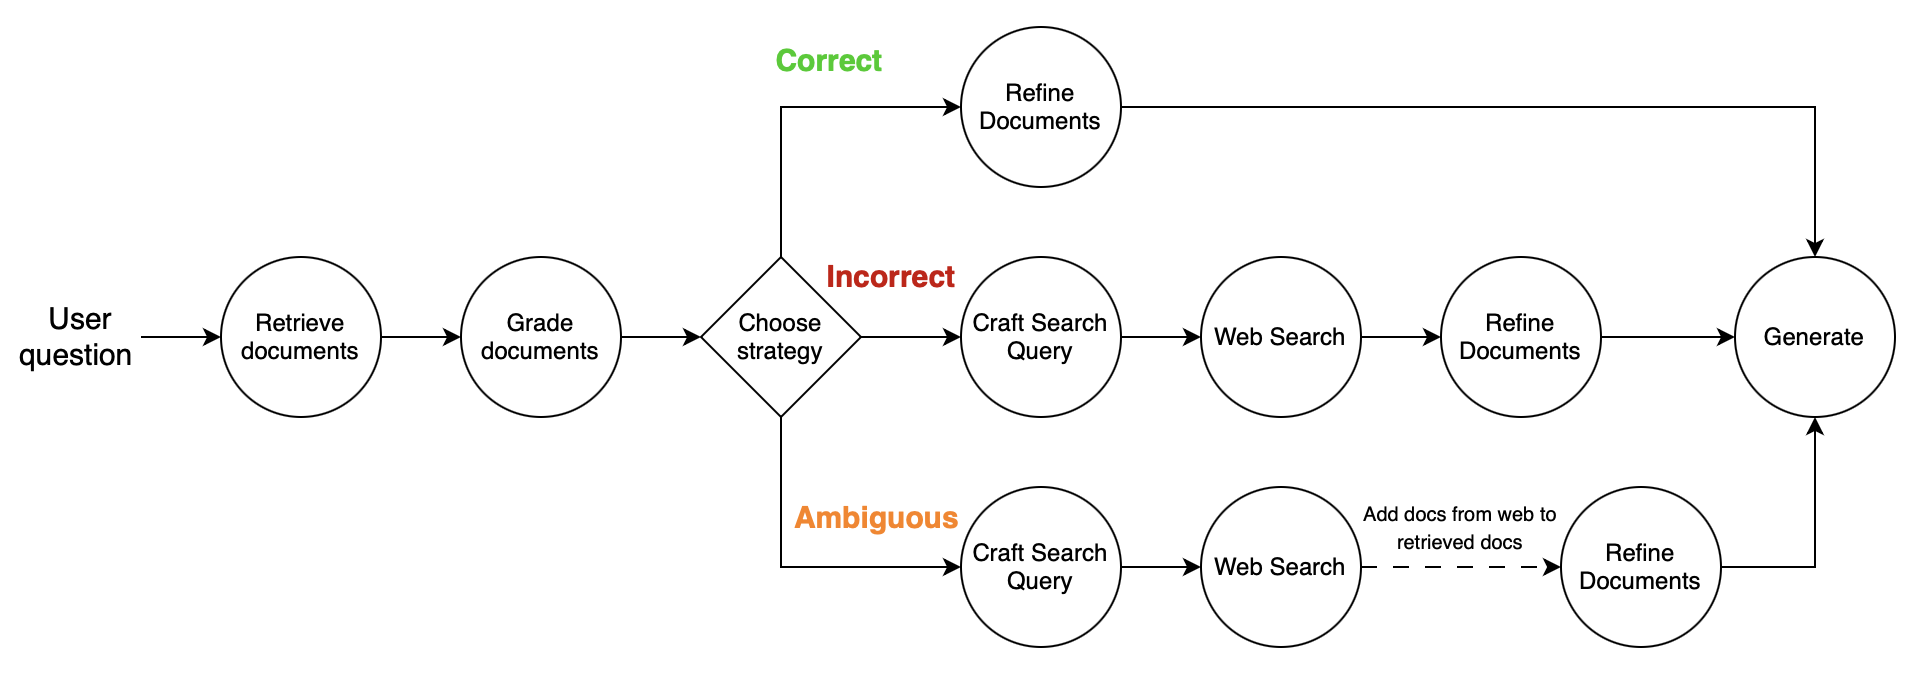 User
question
Retrieve
documents
Grade
documents
Choose
strategy
Correct
Refine
Documents
Incorrect
Craft Search
Query
Web Search
Refine
Documents
Generate
Ambiguous
Craft Search
Query
Web Search
Add docs from web to
retrieved docs
Refine
Documents